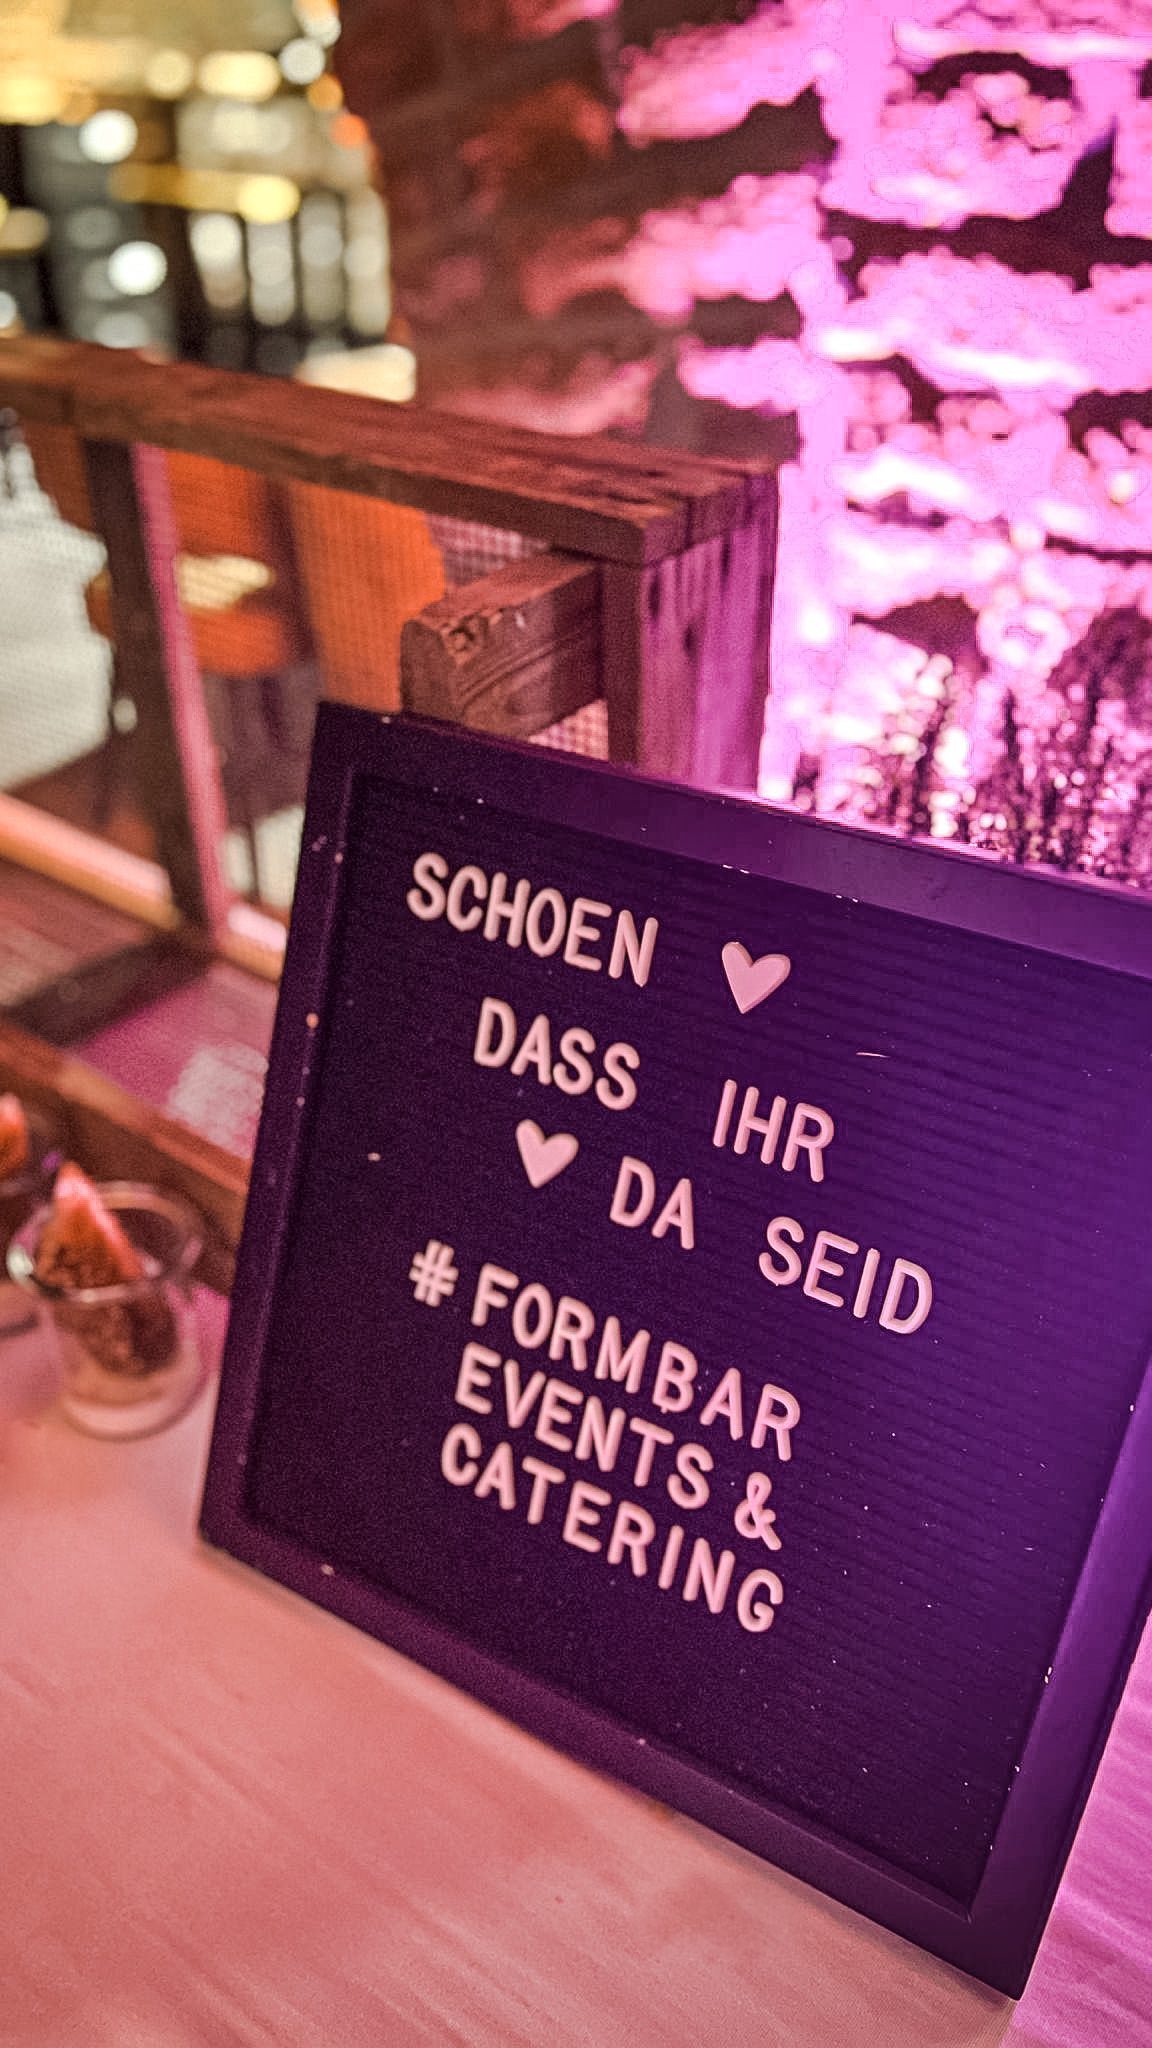 SCHOEN ♥
DASS IHR
♥ DA SEID
# FORMBAR
EVENTS &
CATERING